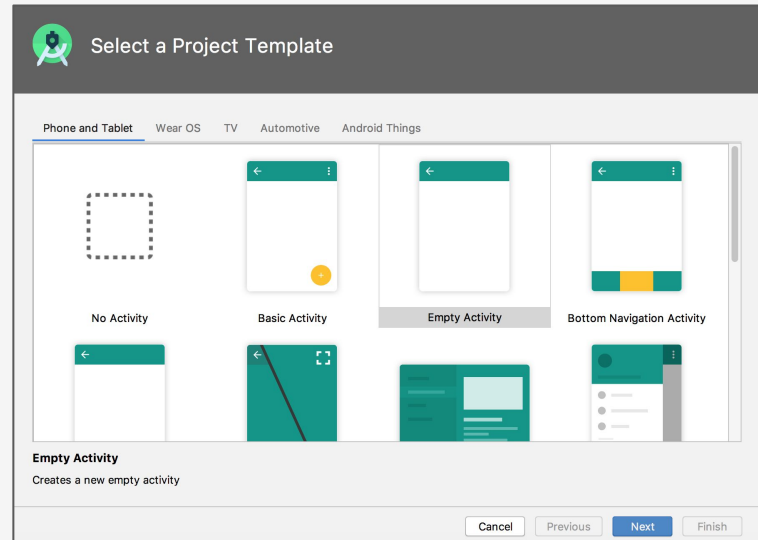 Select a Project Template
Phone and Tablet Wear OS TV Automotive Android Things
No Activity Basic Activity Empty Activity Bottom Navigation Activity
Empty Activity
Creates a new empty activity
Cancel Previous Next Finish